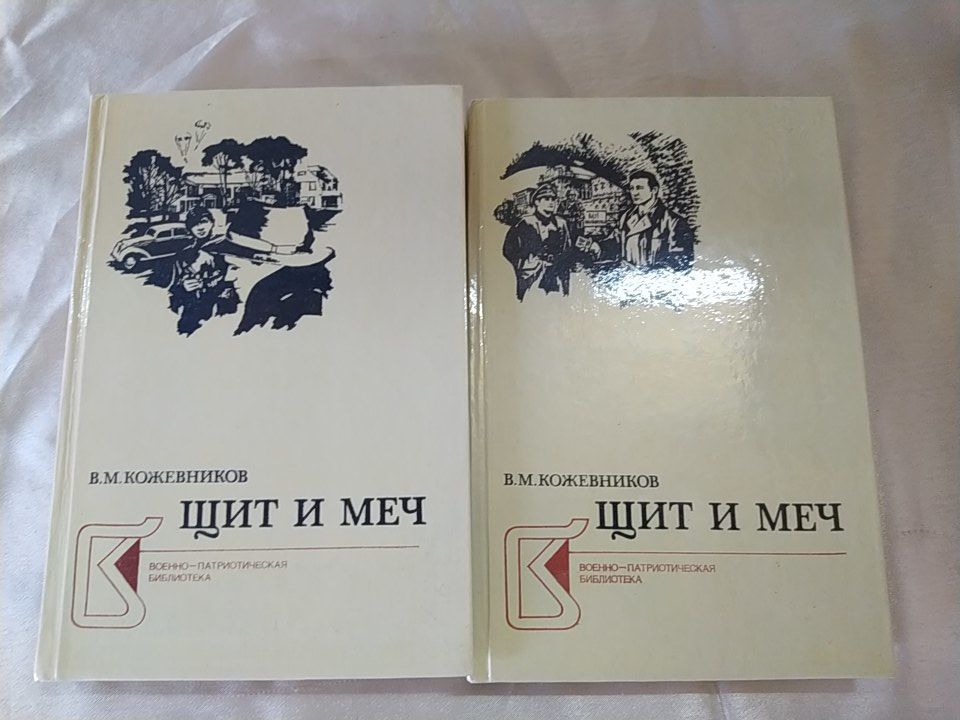 В.М.КОЖЕВНИКОВ
ЩИТ И МЕЧ
ВОЕННО—ПАТРИОТИЧЕСКАЯ
БИБЛИОТЕКА
В.М.КОЖЕВНИКОВ
ЩИТ И МЕЧ
ВОЕННО—ПАТРИОТИЧЕСКАЯ
БИБЛИОТЕКА